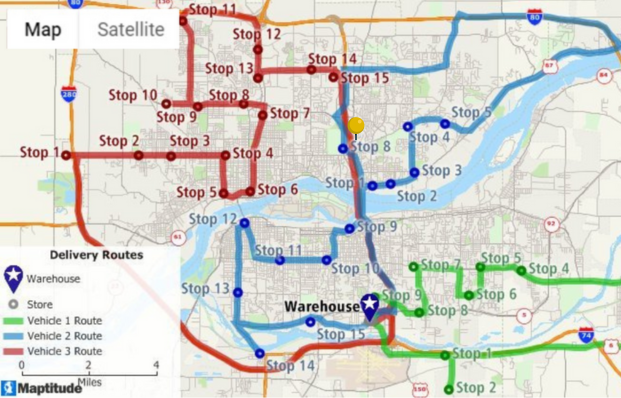 Map Satellite
Stop 11
130
80
80
Stop 12
Stop 14
Stop 13
Stop 15
67
84
280
Stop 10
Stop 8
Stop 9
Stop 7
Stop 5
Stop 4
Stop 8
Stop 1
Stop 2
Stop 3
Stop 4
Stop 3
Stop 1
Stop 2
Stop 5
Stop 6
Stop 12
Stop 9
92
61
Stop 11
Stop 10
Stop 7
Stop 5
Stop 4
Stop 6
Stop 13
Warehouse
Stop 9
Stop 8
5
Stop 15
74
6
Stop 14
Stop 1
Stop 2
150
Delivery Routes
Warehouse
Store
Vehicle 1 Route
Vehicle 2 Route
Vehicle 3 Route
0 2 4
Miles
Maptitude